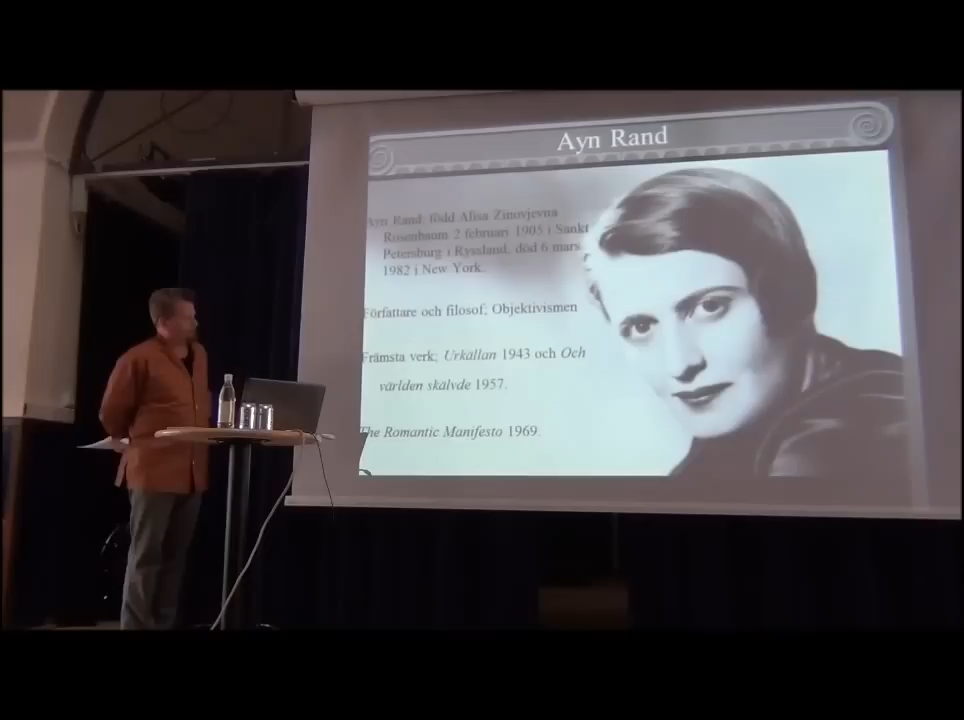 Ayn Rand
Ayn Rand; född Alisa Zinovjevna
Rosenbaum 2 februari 1905 i Sankt
Petersburg i Ryssland, död 6 mars
1982 i New York.
Författare och filosof; Objektivismen
Främsta verk; Urkällan 1943 och Och
världen skälvde 1957.
The Romantic Manifesto 1969.